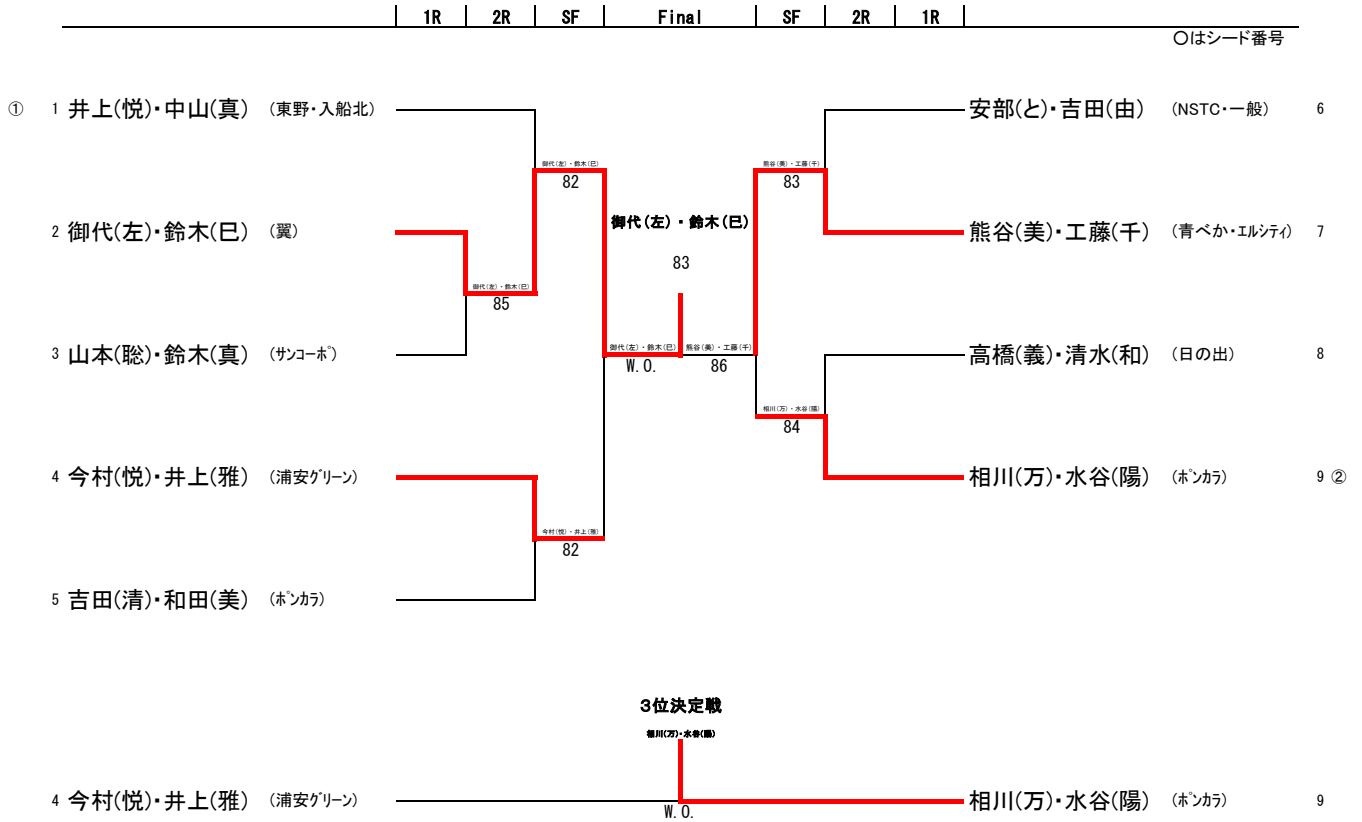 1R 2R SF Final SF 2R 1R
○はシード番号
① 1 井上(悦)・中山(真) (東野・入船北)
安部(と)・吉田(由) (NSTC・一般) 6
御代(左)・鈴木(巳)
82
熊谷(美)・工藤(千)
83
御代(左)・鈴木(巳)
83
2 御代(左)・鈴木(巳) (翼)
熊谷(美)・工藤(千) (青べか・エルシティ) 7
御代(左)・鈴木(巳)
85
3 山本(聡)・鈴木(真) (サンコーポ)
御代(左)・鈴木(巳) 熊谷(美)・工藤(千)
W.O. 86
高橋(義)・清水(和) (日の出) 8
相川(万)・水谷(陽)
84
4 今村(悦)・井上(雅) (浦安グリーン)
相川(万)・水谷(陽) (ポンカラ) 9 ②
今村(悦)・井上(雅)
82
5 吉田(清)・和田(美) (ポンカラ)
3位決定戦
相川(万)・水谷(陽)
4 今村(悦)・井上(雅) (浦安グリーン)
W.O.
相川(万)・水谷(陽) (ポンカラ) 9